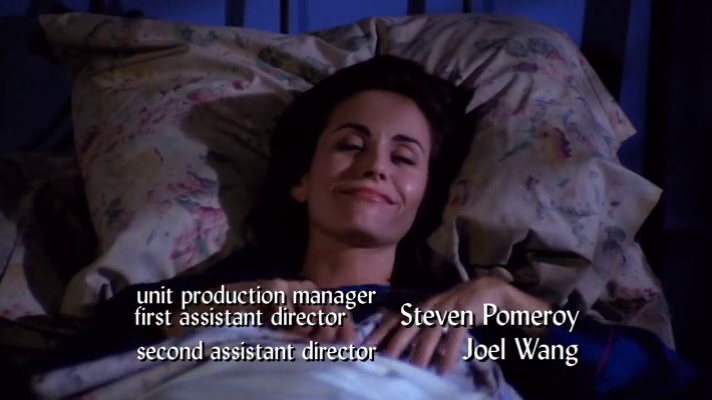 unit production manager
first assistant director Steven Pomeroy
second assistant director Joel Wang